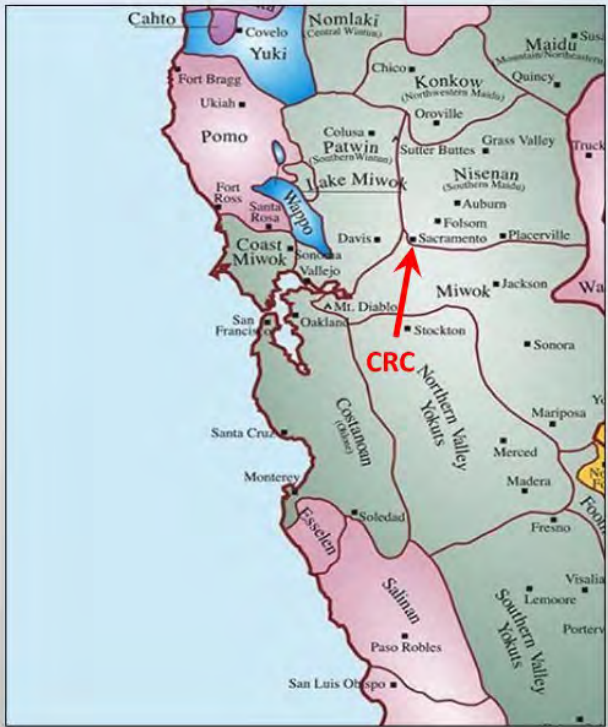 Cahto
Covelo
Yuki
Nomlaki
(Central Wintun)
Maidu
(Mountain/Northeastern
Fort Bragg
Chico
Konkow
(Northwestern Maidu)
Quincy
Ukiah
Oroville
Pomo
Colusa
Patwin
(Southern Wintun)
Sutter Buttes
Grass Valley
Lake Miwok
Nisenan
(Southern Maidu)
Fort
Ross
Santa
Rosa
Wappo
Auburn
Folsom
Coast
Miwok
Sonoma
Davis
Sacramento
Placerville
Vallejo
Mt. Diablo
Miwok
Jackson
San
Francisco
Oakland
Stockton
CRC
Sonora
Costanoan
(Ohlone)
Northern Valley
Yokuts
Mariposa
Santa Cruz
Merced
Monterey
Madera
Soledad
Esselen
Fresno
Salinan
Southern Valley
Yokuts
Visalia
Lemoore
Paso Robles
San Luis Obispo